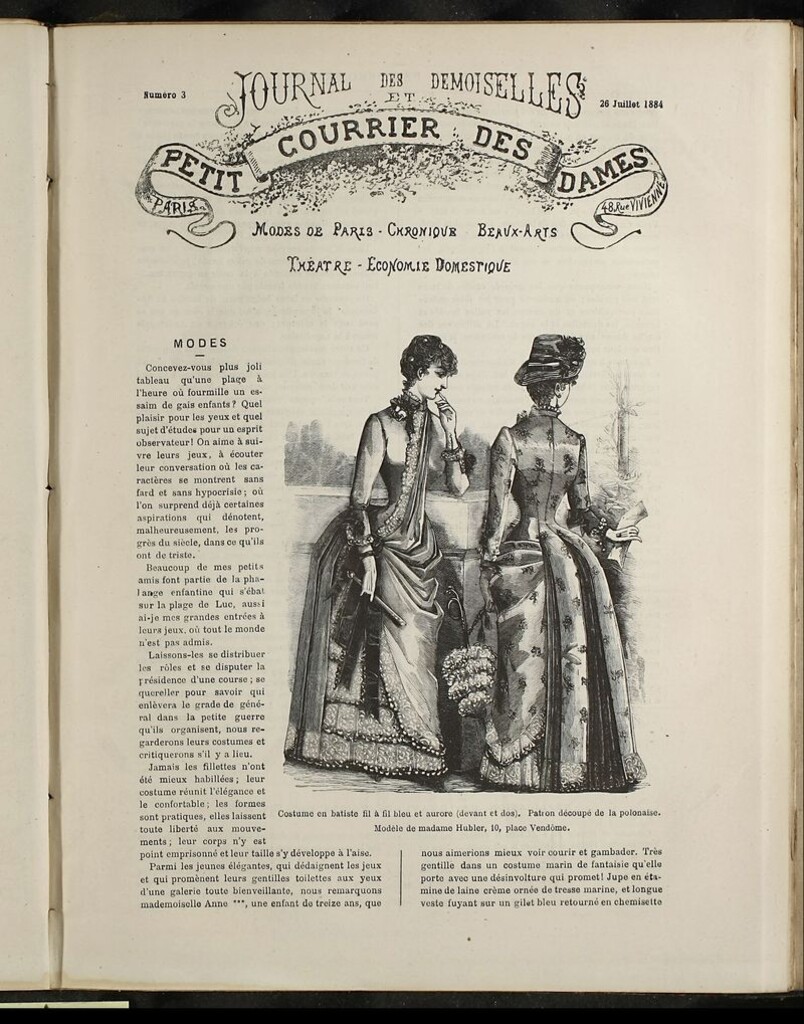 Numéro 3
JOURNAL DES DEMOISELLES
26 Juillet 1884
ET
PETIT COURRIER DES DAMES
PARIS
48 Rue VIVIENNE
MODES DE PARIS - CHRONIQUE BEAUX-ARTS
THÉATRE - ECONOMIE DOMESTIQUE
MODES
Concevez-vous plus joli
tableau qu'une plage à
l'heure où fourmille un es-
saim de gais enfants? Quel
plaisir pour les yeux et quel
sujet d'études pour un esprit
observateur! On aime à sui-
vre leurs jeux, à écouter
leur conversation où les ca-
ractères se montrent sans
fard et sans hypocrisie; où
l'on surprend déjà certaines
aspirations qui dénotent,
malheureusement, les pro-
grès du siècle, dans ce qu'ils
ont de triste.
Beaucoup de mes petits
amis font partie de la pha-
lange enfantine qui s'ébat
sur la plage de Luc, aussi
ai-je mes grandes entrées à
leurs jeux, où tout le monde
n'est pas admis.
Laissons-les se distribuer
les rôles et se disputer la
présidence d'une course; se
quereller pour savoir qui
enlèvera le grade de géné-
ral dans la petite guerre
qu'ils organisent, nous re-
garderons leurs costumes et
critiquerons s'il y a lieu.
Jamais les fillettes n'ont
été mieux habillées; leur
costume réunit l'élégance et
le confortable; les formes
sont pratiques, elles laissent
toute liberté aux mouve-
ments; leur corps n'y est
point emprisonné et leur taille s'y développe à l'aise.
Parmi les jeunes élégantes, qui dédaignent les jeux
et qui promènent leurs gentilles toilettes aux yeux
d'une galerie toute bienveillante, nous remarquons
mademoiselle Anne ***, une enfant de treize ans, que
Costume en batiste fil à fil bleu et aurore (devant et dos). Patron découpé de la polonaise.
Modèle de madame Hubler, 10, place Vendôme.
nous aimerions mieux voir courir et gambader. Très
gentille dans un costume marin de fantaisie qu'elle
porte avec une désinvolture qui promet! Jupe en éta-
mine de laine crème ornée de tresse marine, et longue
veste fuyant sur un gilet bleu retourné en chemisette